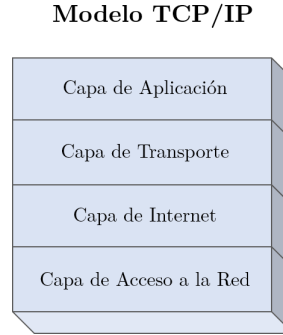 Modelo TCP/IP
Capa de Aplicación
Capa de Transporte
Capa de Internet
Capa de Acceso a la Red